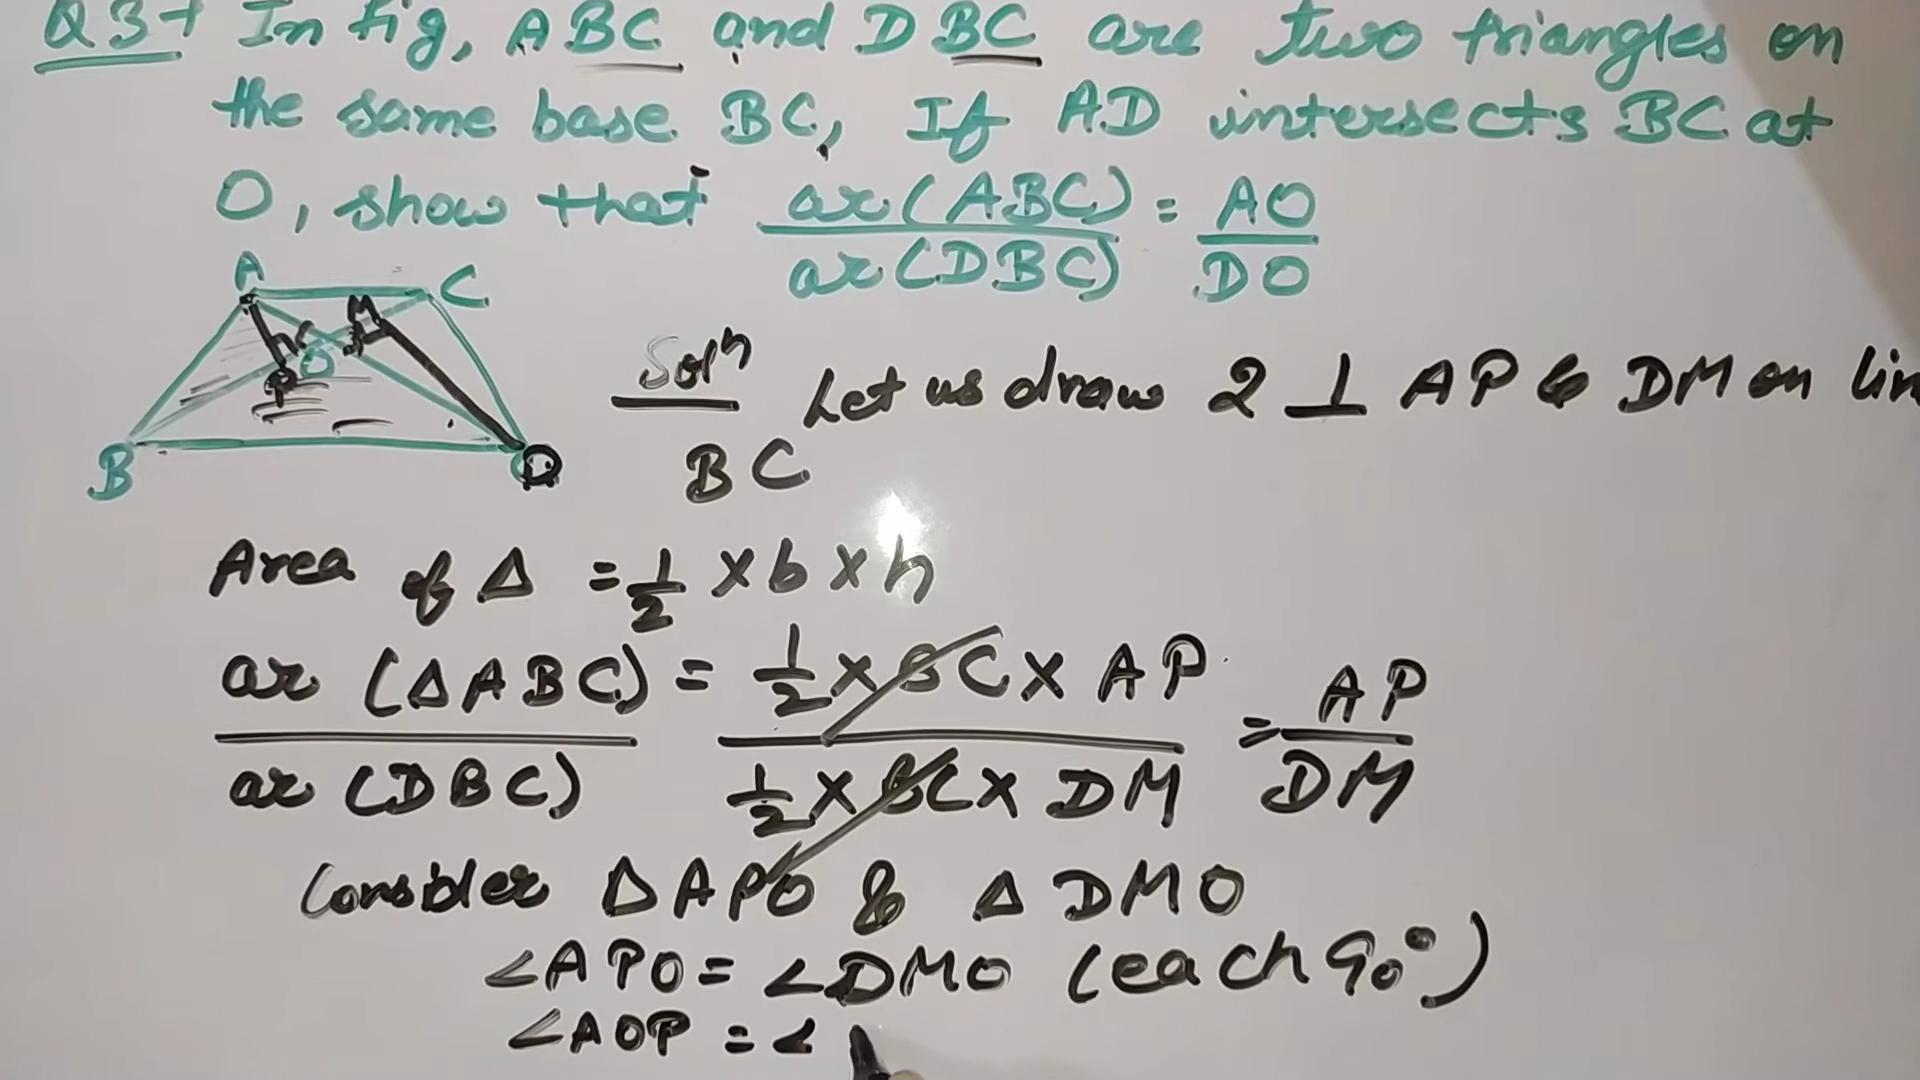 Q3→ In fig, ABC and DBC are two triangles on
the same base BC, If AD intersects BC at
O, show that ar(ABC) = AO
ar(DBC) DO
A C
M
h
O
P
B D
Soln Let us draw 2 ⊥ AP & DM on lin
BC
Area of Δ = 1/2 × b × h
ar (ΔABC) = 1/2 × BC × AP = AP
ar (DBC) 1/2 × BC × DM DM
Consider ΔAPO & ΔDMO
∠APO = ∠DMO (each 90°)
∠AOP = ∠